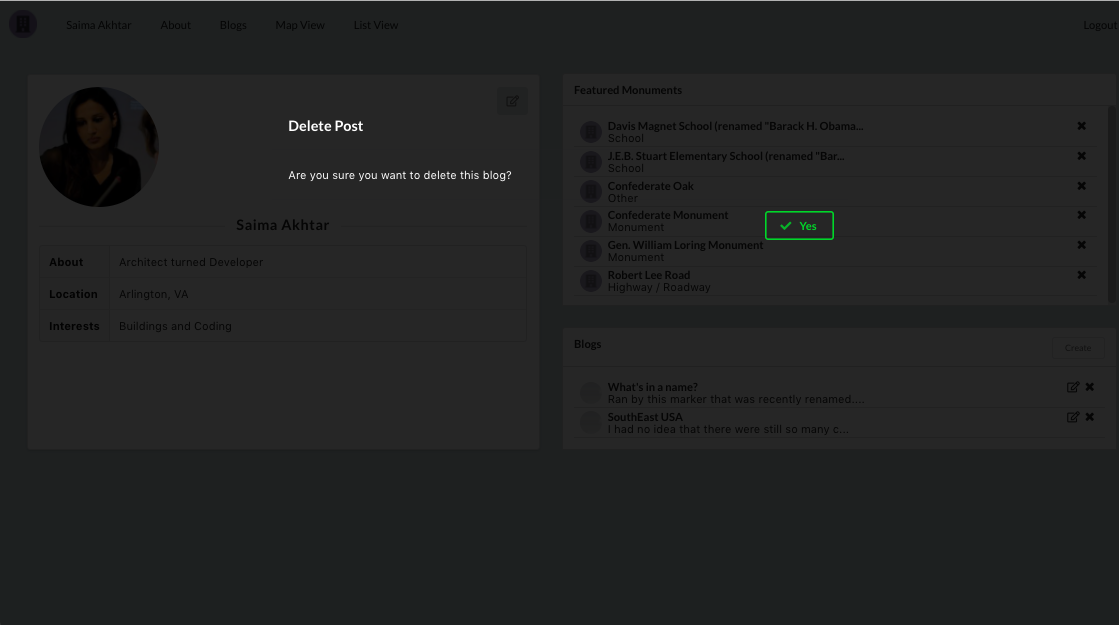 Saima Akhtar About Blogs Map View List View Logout
Delete Post
Are you sure you want to delete this blog?
Yes
Saima Akhtar
About Architect turned Developer
Location Arlington, VA
Interests Buildings and Coding
Featured Monuments
Davis Magnet School (renamed "Barack H. Obama...
School
J.E.B. Stuart Elementary School (renamed "Bar...
School
Confederate Oak
Other
Confederate Monument
Monument
Gen. William Loring Monument
Monument
Robert Lee Road
Highway / Roadway
Blogs Create
What's in a name?
Ran by this marker that was recently renamed....
SouthEast USA
I had no idea that there were still so many c...